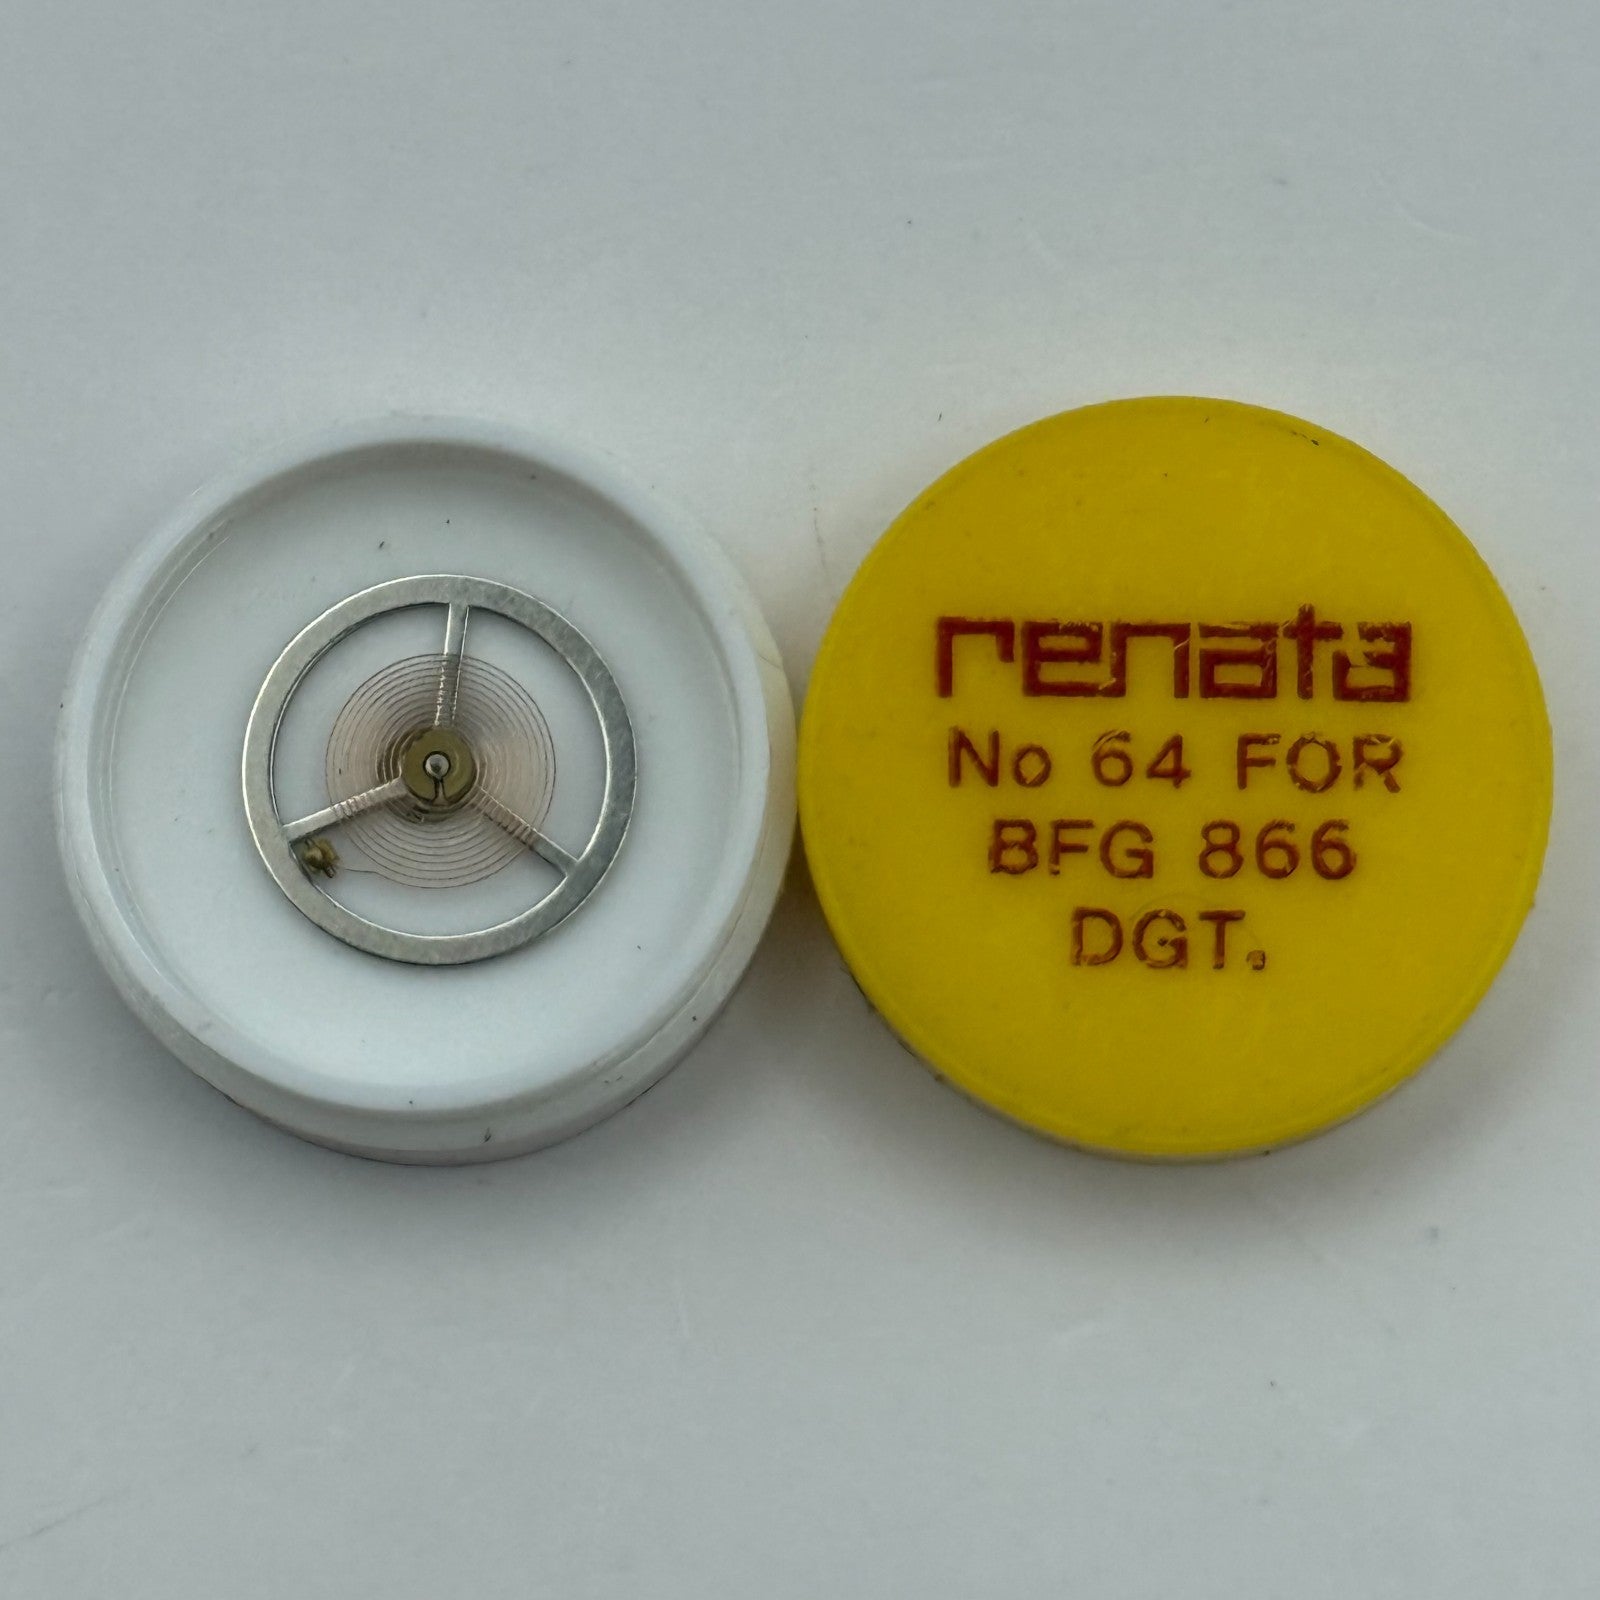 renata
No 64 FOR
BFG 866
DGT.